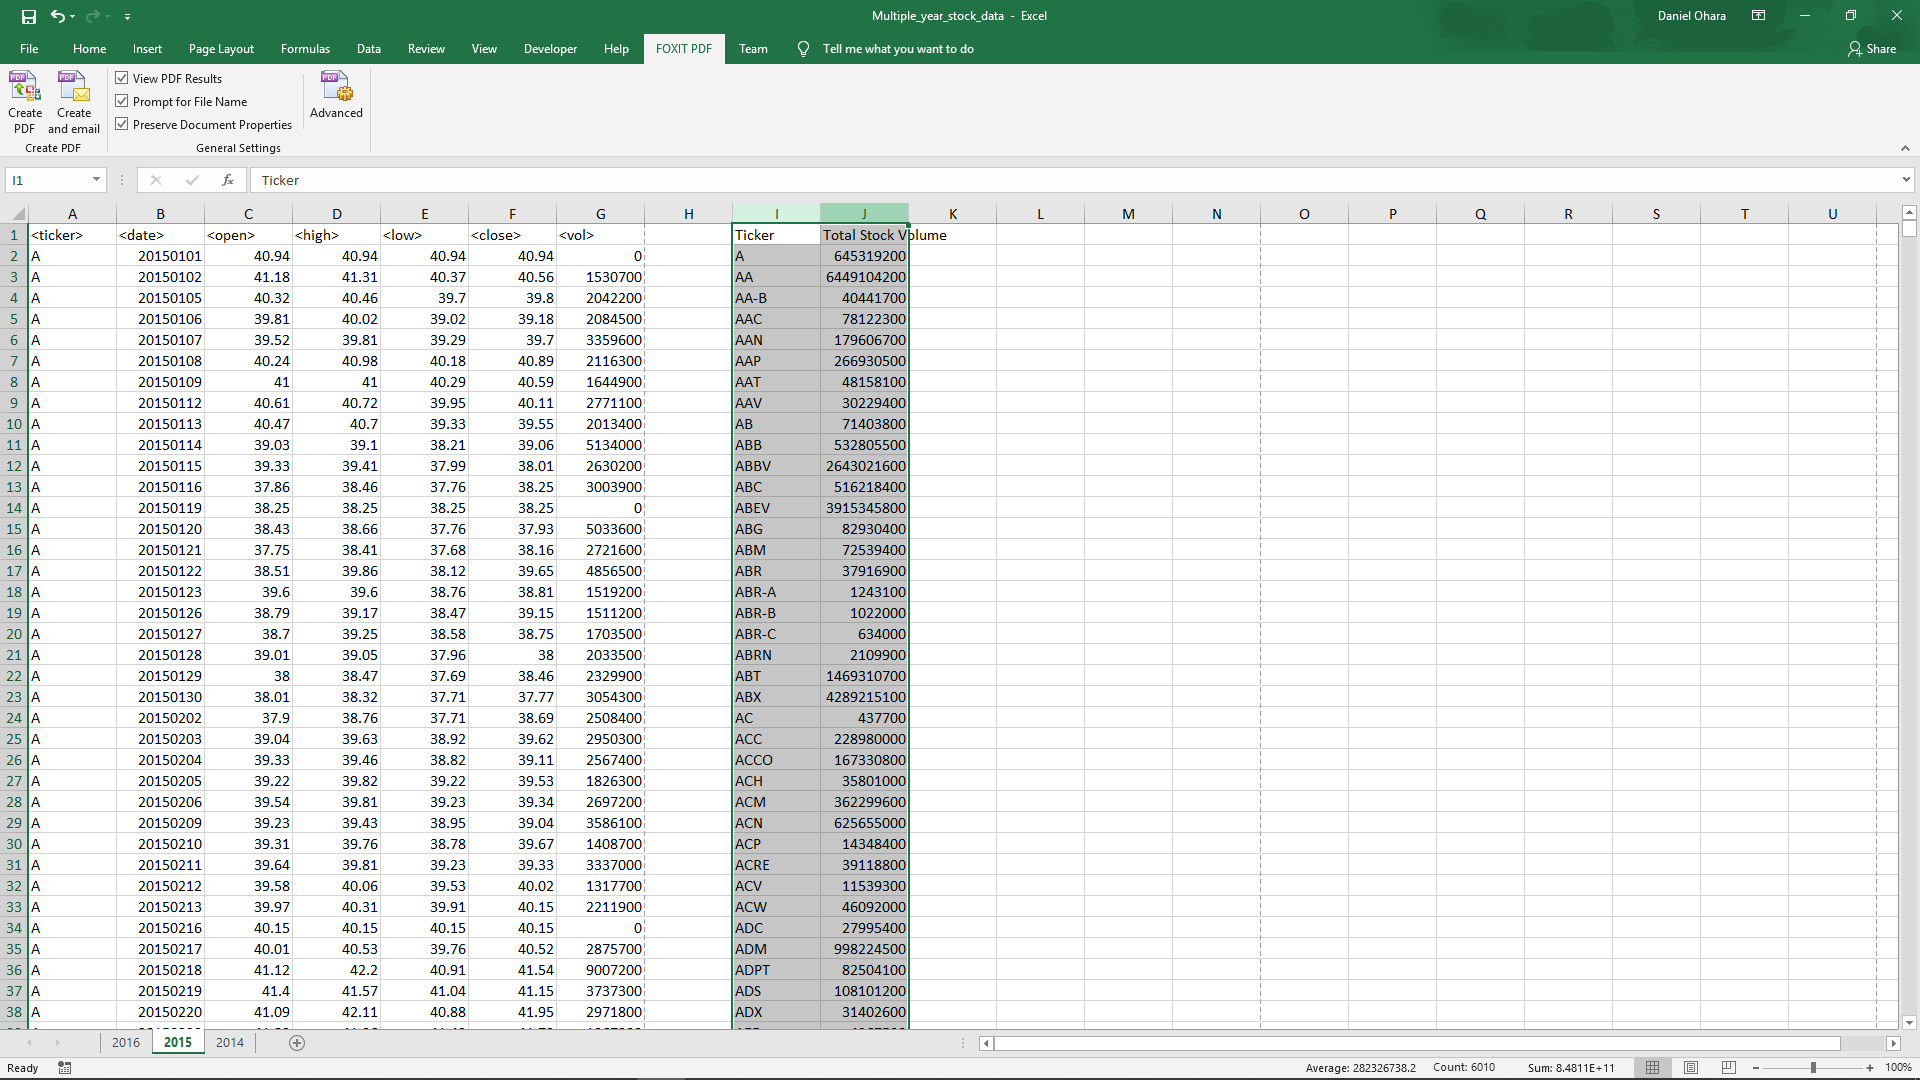 Multiple_year_stock_data - Excel
Daniel Ohara
File Home Insert Page Layout Formulas Data Review View Developer Help FOXIT PDF Team Tell me what you want to do Share
Create PDF
Create and email
View PDF Results
Prompt for File Name
Preserve Document Properties
Advanced
Create PDF General Settings
I1 fx Ticker
A B C D E F G H I J K L M N O P Q R S T U
1 <ticker> <date> <open> <high> <low> <close> <vol> Ticker Total Stock Volume
2 A 20150101 40.94 40.94 40.94 40.94 0 A 645319200
3 A 20150102 41.18 41.31 40.37 40.56 1530700 AA 6449104200
4 A 20150105 40.32 40.46 39.7 39.8 2042200 AA-B 40441700
5 A 20150106 39.81 40.02 39.02 39.18 2084500 AAC 78122300
6 A 20150107 39.52 39.81 39.29 39.7 3359600 AAN 179606700
7 A 20150108 40.24 40.98 40.18 40.89 2116300 AAP 266930500
8 A 20150109 41 41 40.29 40.59 1644900 AAT 48158100
9 A 20150112 40.61 40.72 39.95 40.11 2771100 AAV 30229400
10 A 20150113 40.47 40.7 39.33 39.55 2013400 AB 71403800
11 A 20150114 39.03 39.1 38.21 39.06 5134000 ABB 532805500
12 A 20150115 39.33 39.41 37.99 38.01 2630200 ABBV 2643021600
13 A 20150116 37.86 38.46 37.76 38.25 3003900 ABC 516218400
14 A 20150119 38.25 38.25 38.25 38.25 0 ABEV 3915345800
15 A 20150120 38.43 38.66 37.76 37.93 5033600 ABG 82930400
16 A 20150121 37.75 38.41 37.68 38.16 2721600 ABM 72539400
17 A 20150122 38.51 39.86 38.12 39.65 4856500 ABR 37916900
18 A 20150123 39.6 39.6 38.76 38.81 1519200 ABR-A 1243100
19 A 20150126 38.79 39.17 38.47 39.15 1511200 ABR-B 1022000
20 A 20150127 38.7 39.25 38.58 38.75 1703500 ABR-C 634000
21 A 20150128 39.01 39.05 37.96 38 2033500 ABRN 2109900
22 A 20150129 38 38.47 37.69 38.46 2329900 ABT 1469310700
23 A 20150130 38.01 38.32 37.71 37.77 3054300 ABX 4289215100
24 A 20150202 37.9 38.76 37.71 38.69 2508400 AC 437700
25 A 20150203 39.04 39.63 38.92 39.62 2950300 ACC 228980000
26 A 20150204 39.33 39.46 38.82 39.11 2567400 ACCO 167330800
27 A 20150205 39.22 39.82 39.22 39.53 1826300 ACH 35801000
28 A 20150206 39.54 39.81 39.23 39.34 2697200 ACM 362299600
29 A 20150209 39.23 39.43 38.95 39.04 3586100 ACN 625655000
30 A 20150210 39.31 39.76 38.78 39.67 1408700 ACP 14348400
31 A 20150211 39.64 39.81 39.23 39.33 3337000 ACRE 39118800
32 A 20150212 39.58 40.06 39.53 40.02 1317700 ACV 11539300
33 A 20150213 39.97 40.31 39.91 40.15 2211900 ACW 46092000
34 A 20150216 40.15 40.15 40.15 40.15 0 ADC 27995400
35 A 20150217 40.01 40.53 39.76 40.52 2875700 ADM 998224500
36 A 20150218 41.12 42.2 40.91 41.54 9007200 ADPT 82504100
37 A 20150219 41.4 41.57 41.04 41.15 3737300 ADS 108101200
38 A 20150220 41.09 42.11 40.88 41.95 2971800 ADX 31402600
2016 2015 2014
Ready Average: 282326738.2 Count: 6010 Sum: 8.4811E+11 100%